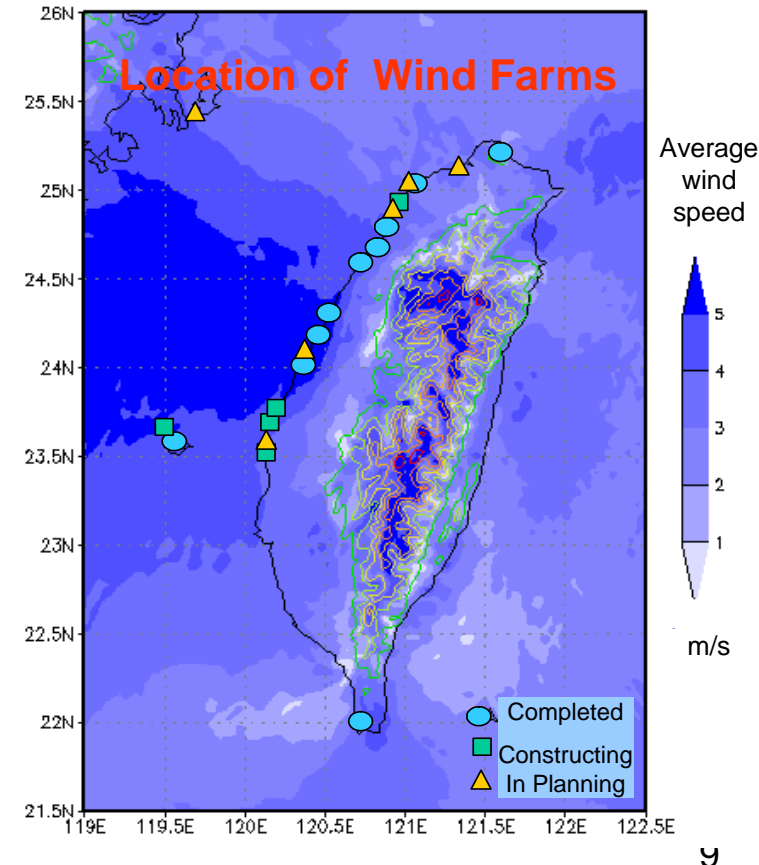 Location of Wind Farms
26N
25.5N
25N
24.5N
24N
23.5N
23N
22.5N
22N
21.5N
119E
119.5E
120E
120.5E
121E
121.5E
122E
122.5E
Completed
Constructing
In Planning
Average
wind
speed
5
4
3
2
1
m/s
9